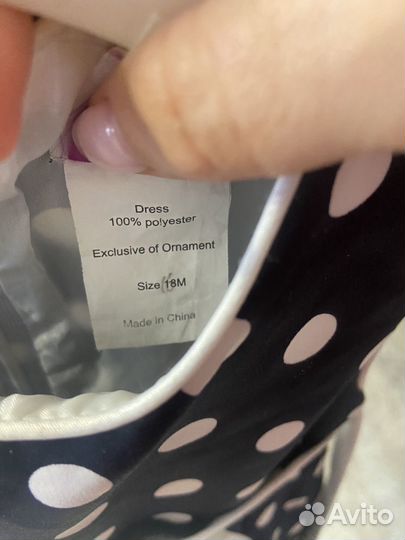 Dress
100% polyester
Exclusive of Ornament
Size 18M
Made in China
Avito